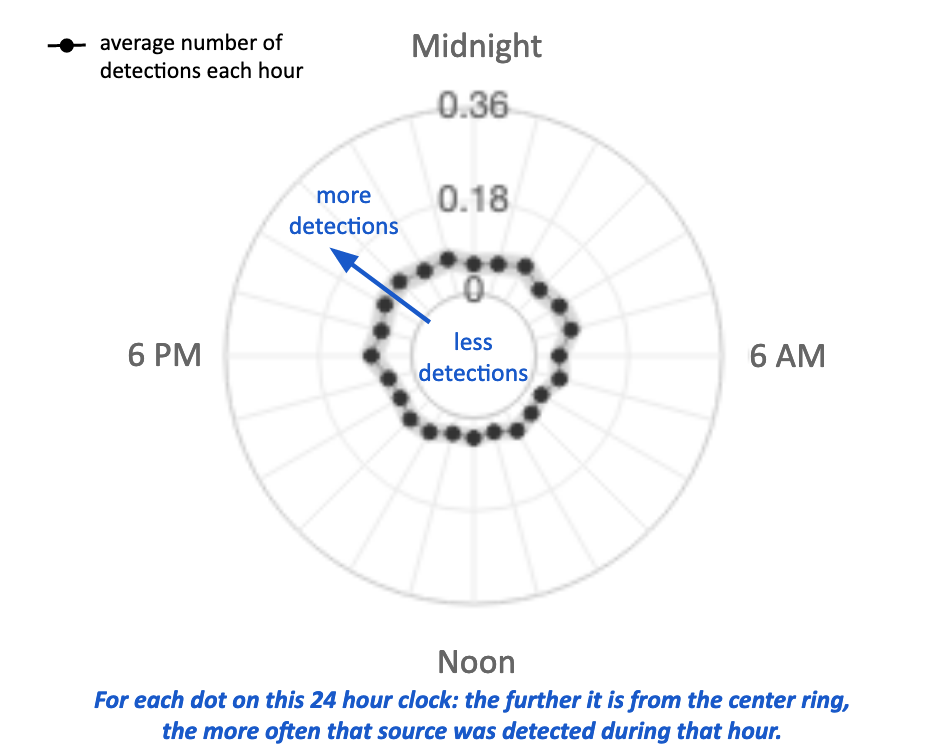 average number of
detections each hour
Midnight
0.36
more
detections
0.18
0
less
detections
6 PM
6 AM
Noon
For each dot on this 24 hour clock: the further it is from the center ring,
the more often that source was detected during that hour.